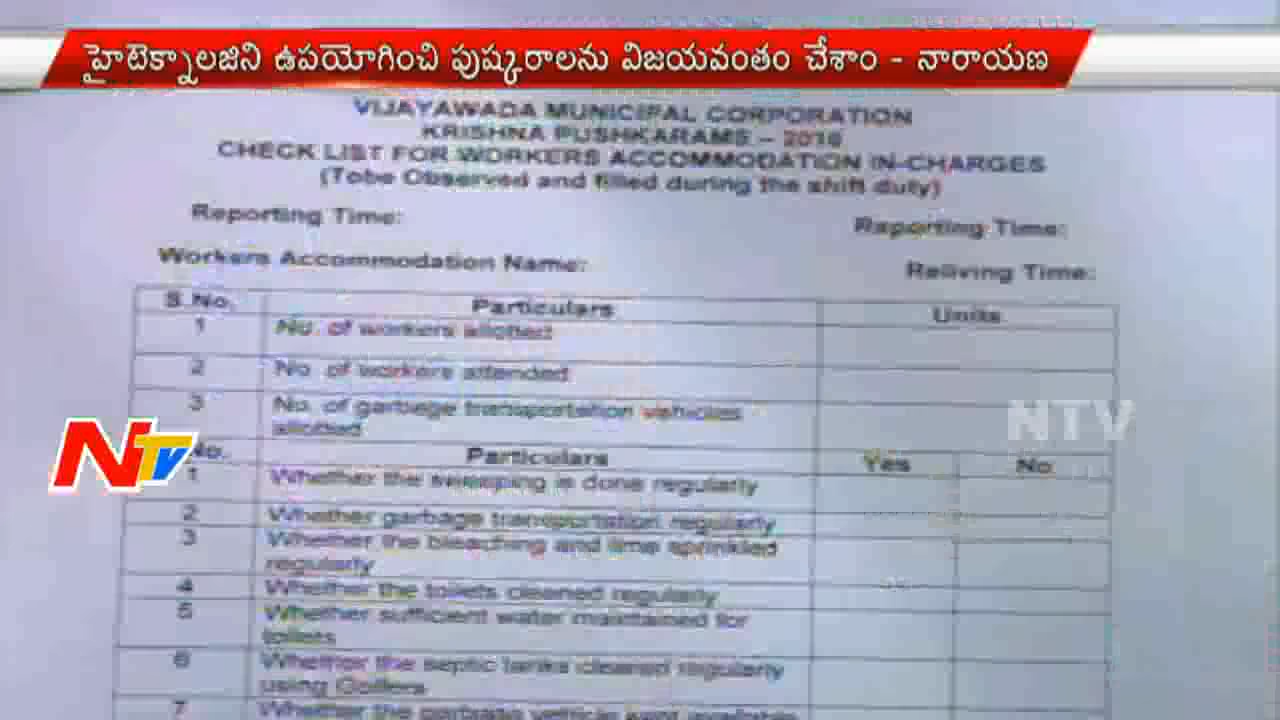 హైటెక్నాలజిని ఉపయోగించి పుష్కరాలను విజయవంతం చేశాం - నారాయణ
VIJAYAWADA MUNICIPAL CORPORATION
KRISHNA PUSHKARAMS – 2016
CHECK LIST FOR WORKERS ACCOMMODATION IN-CHARGES
(Tobe Observed and filled during the shift duty)
Reporting Time: Reporting Time:
Workers Accommodation Name: Reliving Time:
S.No. Particulars Units
1 No. of workers allotted
2 No. of workers attended
3 No. of garbage transportation vehicles
allotted
NTV
NTV
No. Particulars Yes No
1 Whether the sweeping is done regularly
2 Whether garbage transportation regularly
3 Whether the bleaching and lime sprinkled
regularly
4 Whether the toilets cleaned regularly
5 Whether sufficient water maintained for
toilets
6 Whether the septic tanks cleaned regularly
using
7 Whether the garbage vehicle